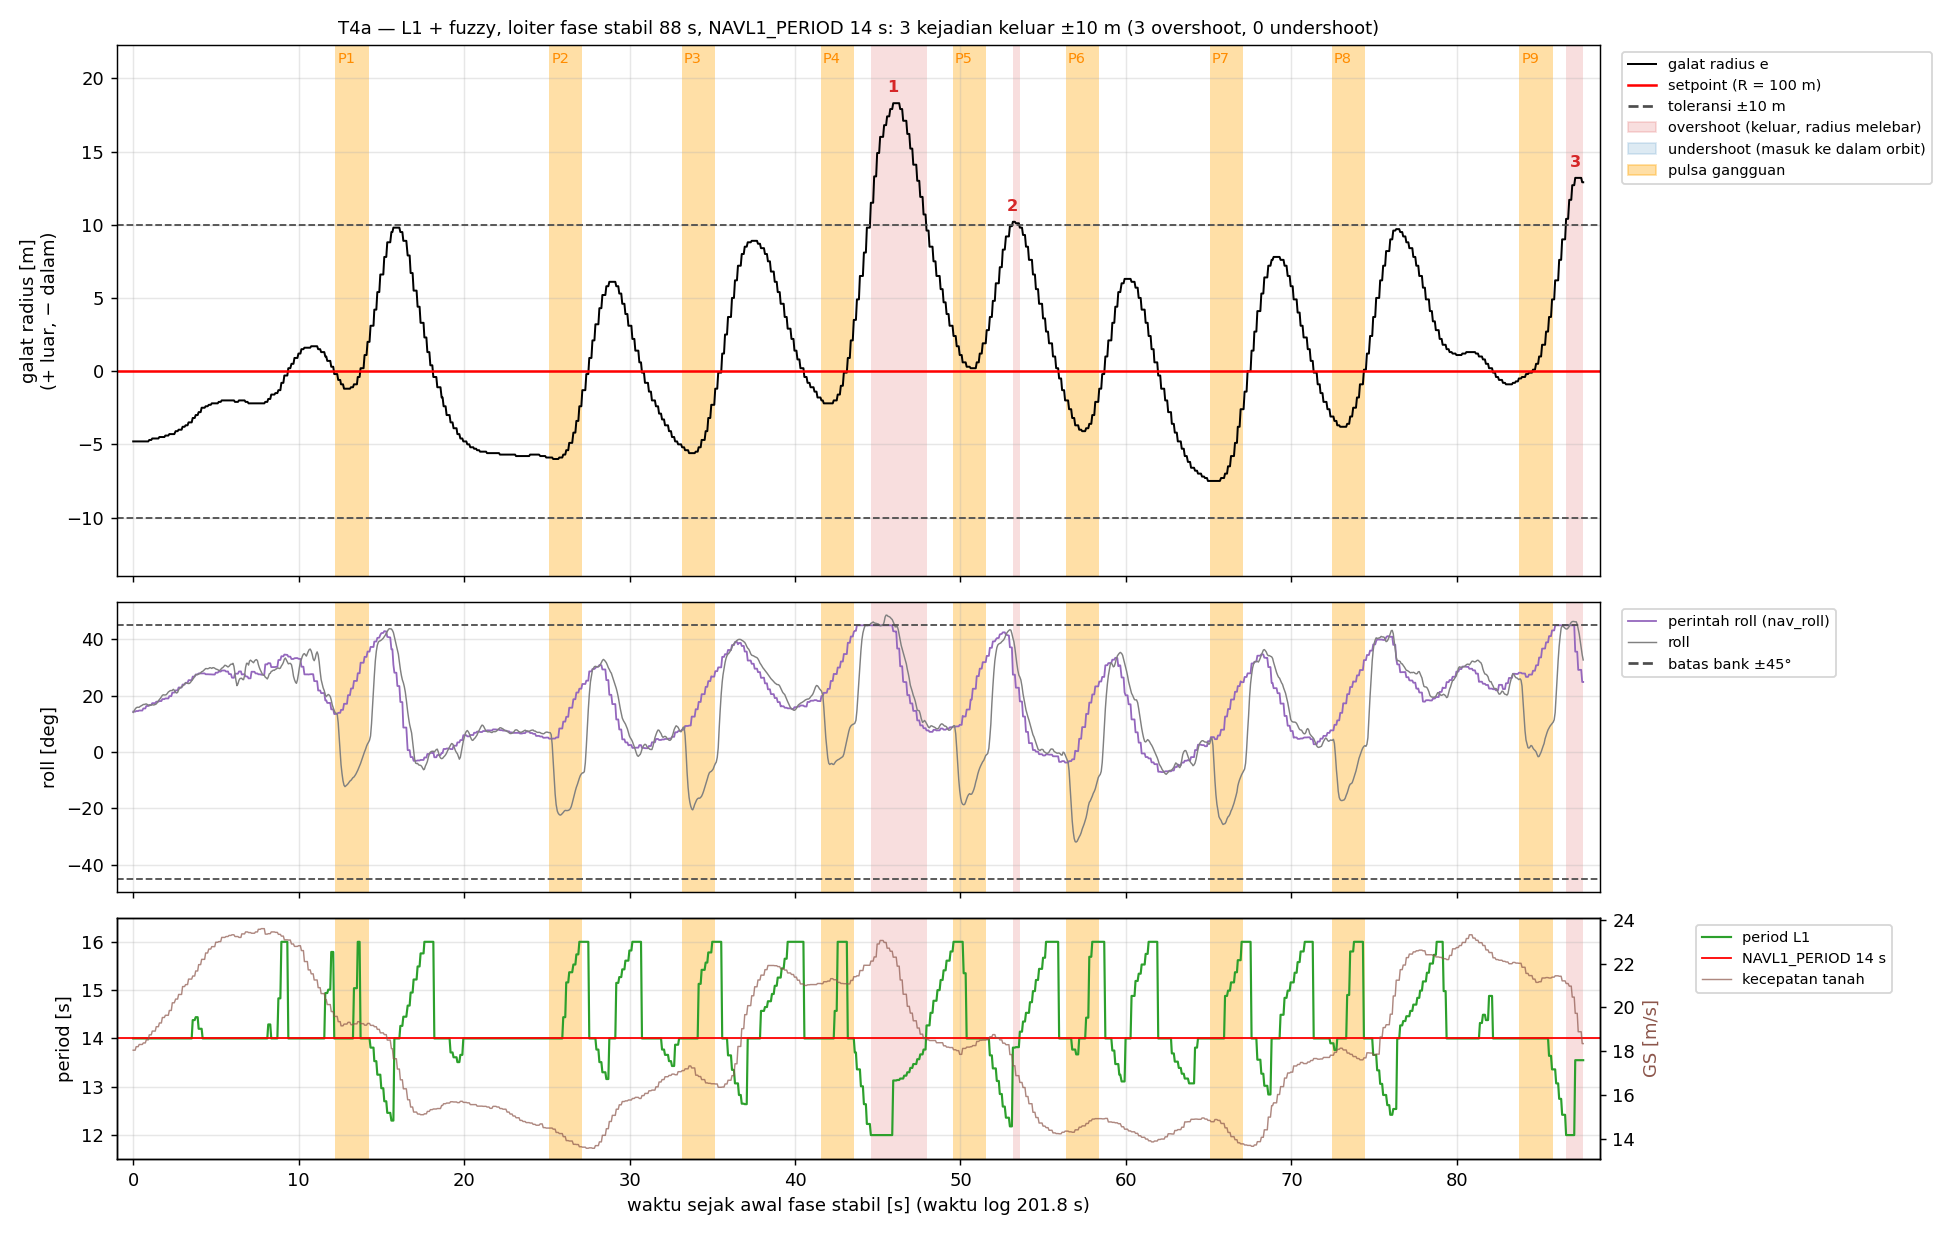 T4a — L1 + fuzzy, loiter fase stabil 88 s, NAVL1_PERIOD 14 s: 3 kejadian keluar ±10 m (3 overshoot, 0 undershoot)
P1 P2 P3 P4 P5 P6 P7 P8 P9
1
2
3
20
15
10
5
0
−5
−10
galat radius [m]
(+ luar, − dalam)
galat radius e
setpoint (R = 100 m)
toleransi ±10 m
overshoot (keluar, radius melebar)
undershoot (masuk ke dalam orbit)
pulsa gangguan
40
20
0
−20
−40
roll [deg]
perintah roll (nav_roll)
roll
batas bank ±45°
16
15
14
13
12
period [s]
24
22
20
18
16
14
GS [m/s]
period L1
NAVL1_PERIOD 14 s
kecepatan tanah
0 10 20 30 40 50 60 70 80
waktu sejak awal fase stabil [s] (waktu log 201.8 s)